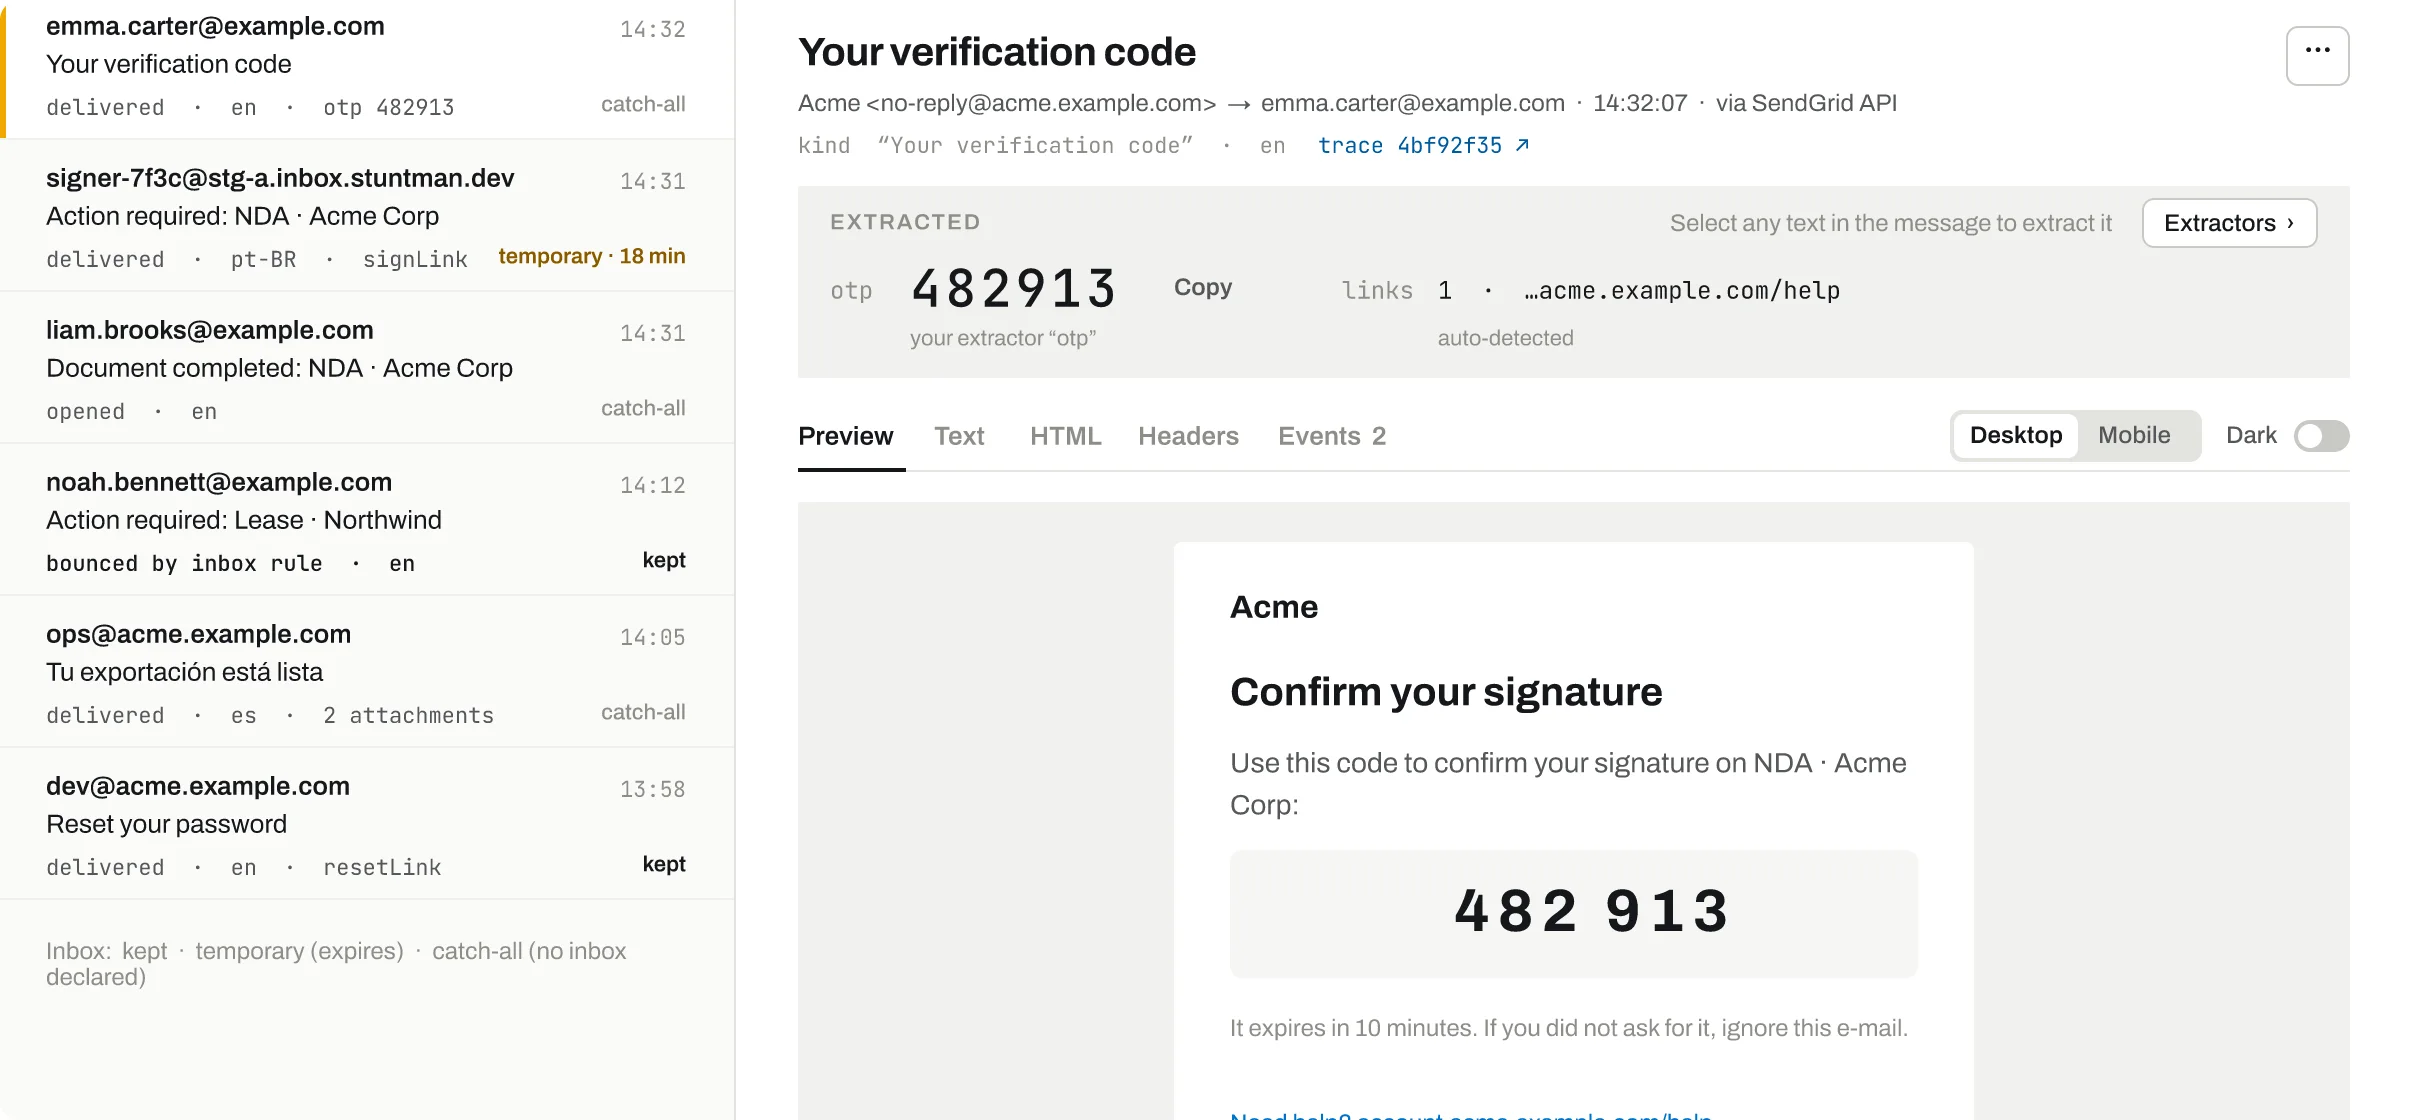 emma.carter@example.com 14:32
Your verification code
delivered · en · otp 482913 catch-all
signer-7f3c@stg-a.inbox.stuntman.dev 14:31
Action required: NDA · Acme Corp
delivered · pt-BR · signLink temporary · 18 min
liam.brooks@example.com 14:31
Document completed: NDA · Acme Corp
opened · en catch-all
noah.bennett@example.com 14:12
Action required: Lease · Northwind
bounced by inbox rule · en kept
ops@acme.example.com 14:05
Tu exportación está lista
delivered · es · 2 attachments catch-all
dev@acme.example.com 13:58
Reset your password
delivered · en · resetLink kept
Inbox: kept · temporary (expires) · catch-all (no inbox
declared)
Your verification code
...
Acme <no-reply@acme.example.com> → emma.carter@example.com · 14:32:07 · via SendGrid API
kind “Your verification code” · en trace 4bf92f35 ↗
EXTRACTED Select any text in the message to extract it Extractors ›
otp 482913 Copy links 1 · …acme.example.com/help
your extractor “otp” auto-detected
Preview Text HTML Headers Events 2 Desktop Mobile Dark
Acme
Confirm your signature
Use this code to confirm your signature on NDA · Acme
Corp:
482 913
It expires in 10 minutes. If you did not ask for it, ignore this e-mail.
Need help? account.acme.example.com/help